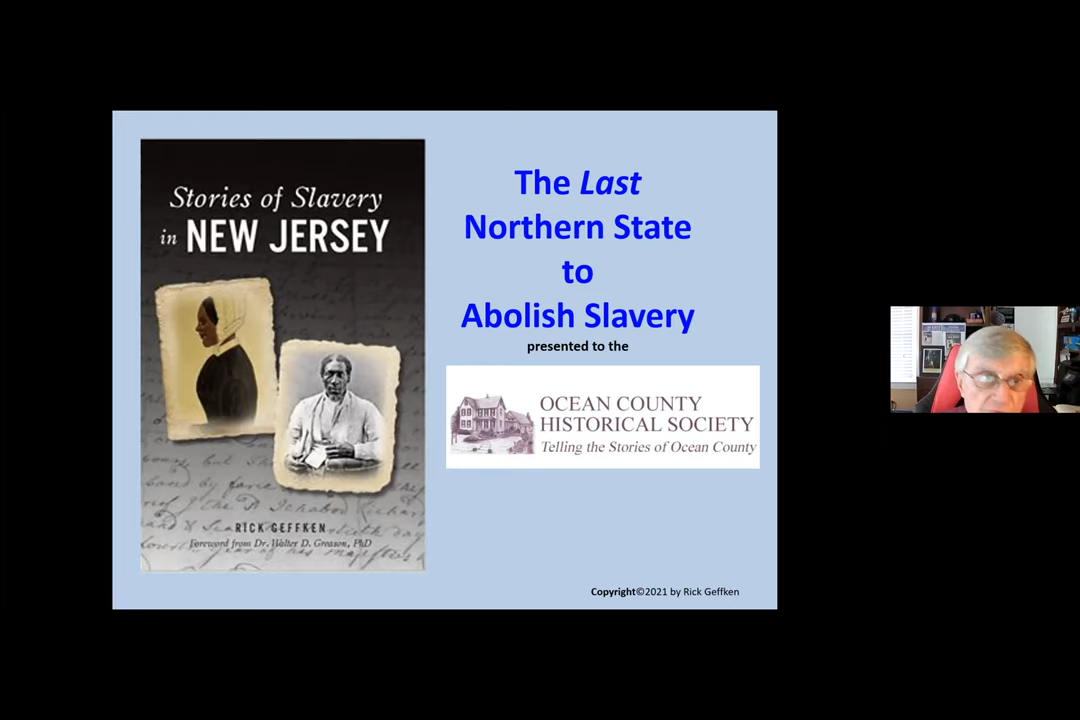 Stories of Slavery
in NEW JERSEY
RICK GEFFKEN
Foreword from Dr. Walter D. Greason, PhD
The Last
Northern State
to
Abolish Slavery
presented to the
OCEAN COUNTY
HISTORICAL SOCIETY
Telling the Stories of Ocean County
Copyright©2021 by Rick Geffken